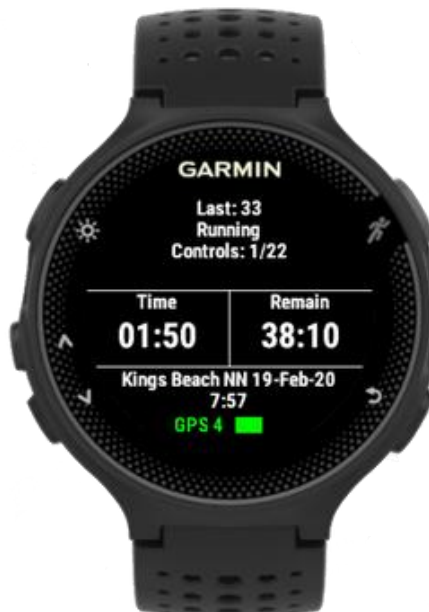 GARMIN
Last: 33
Running
Controls: 1/22
Time Remain
01:50 38:10
Kings Beach NN 19-Feb-20
7:57
GPS 4